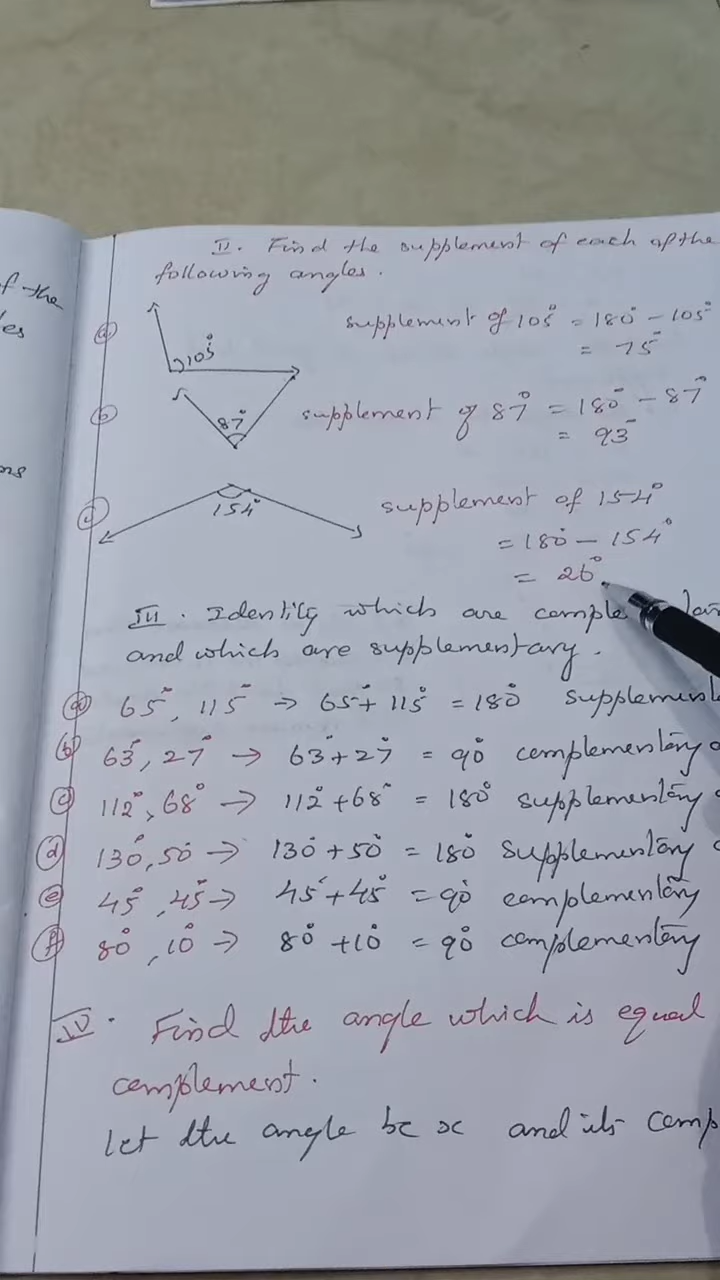 f the
es
ns
II. Find the supplement of each of the
following angles.
(a) 105° supplement of 105° = 180° - 105°
= 75°
(b) 87° supplement of 87° = 180° - 87°
= 93°
154° supplement of 154°
= 180° - 154°
= 26°
III. Identify which are comple
and which are supplementary.
(a) 65°, 115° → 65° + 115° = 180° supplement
(b) 63°, 27° → 63° + 27° = 90° complementary
(c) 112°, 68° → 112° + 68° = 180° supplementary
(d) 130°, 50° → 130° + 50° = 180° supplementary
(e) 45°, 45° → 45° + 45° = 90° complementary
(f) 80°, 10° → 80° + 10° = 90° complementary
IV. Find the angle which is equal
complement.
Let the angle be x and its comp